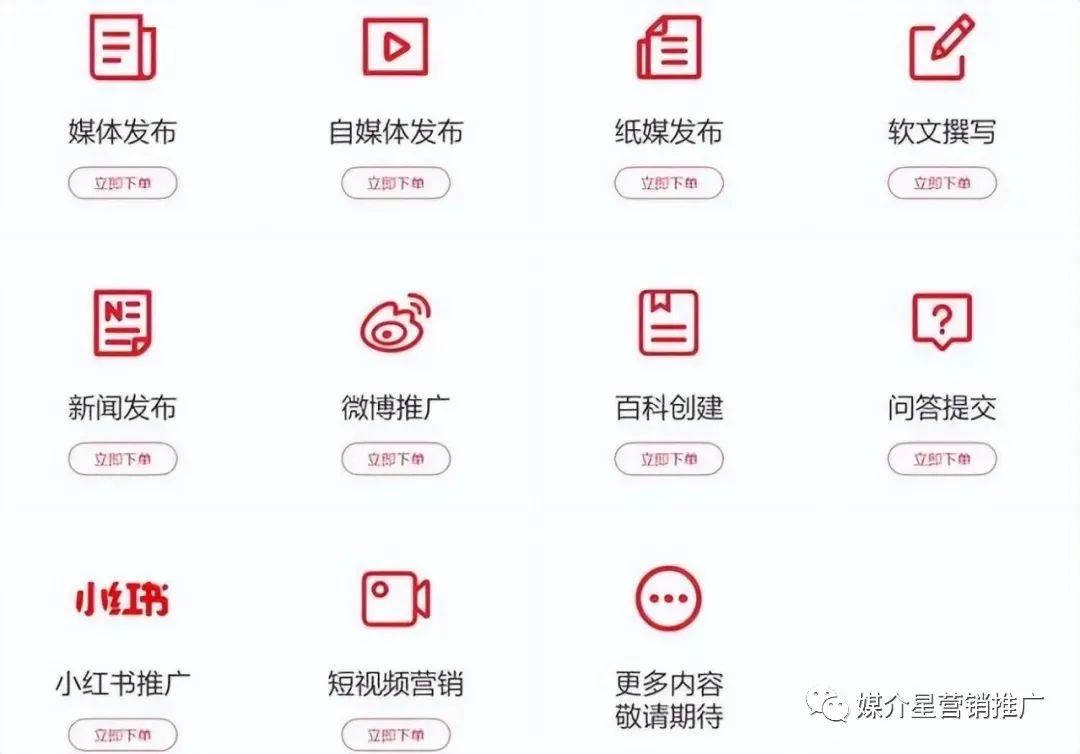 媒体发布
自媒体发布
纸媒发布
软文撰写
立即下单
立即下单
立即下单
立即下单
N
?
新闻发布
微博推广
百科创建
问答提交
立即下单
立即下单
立即下单
立即下单
小红书
小红书推广
短视频营销
更多内容
敬请期待
媒介星营销推广
立即下单
立即下单